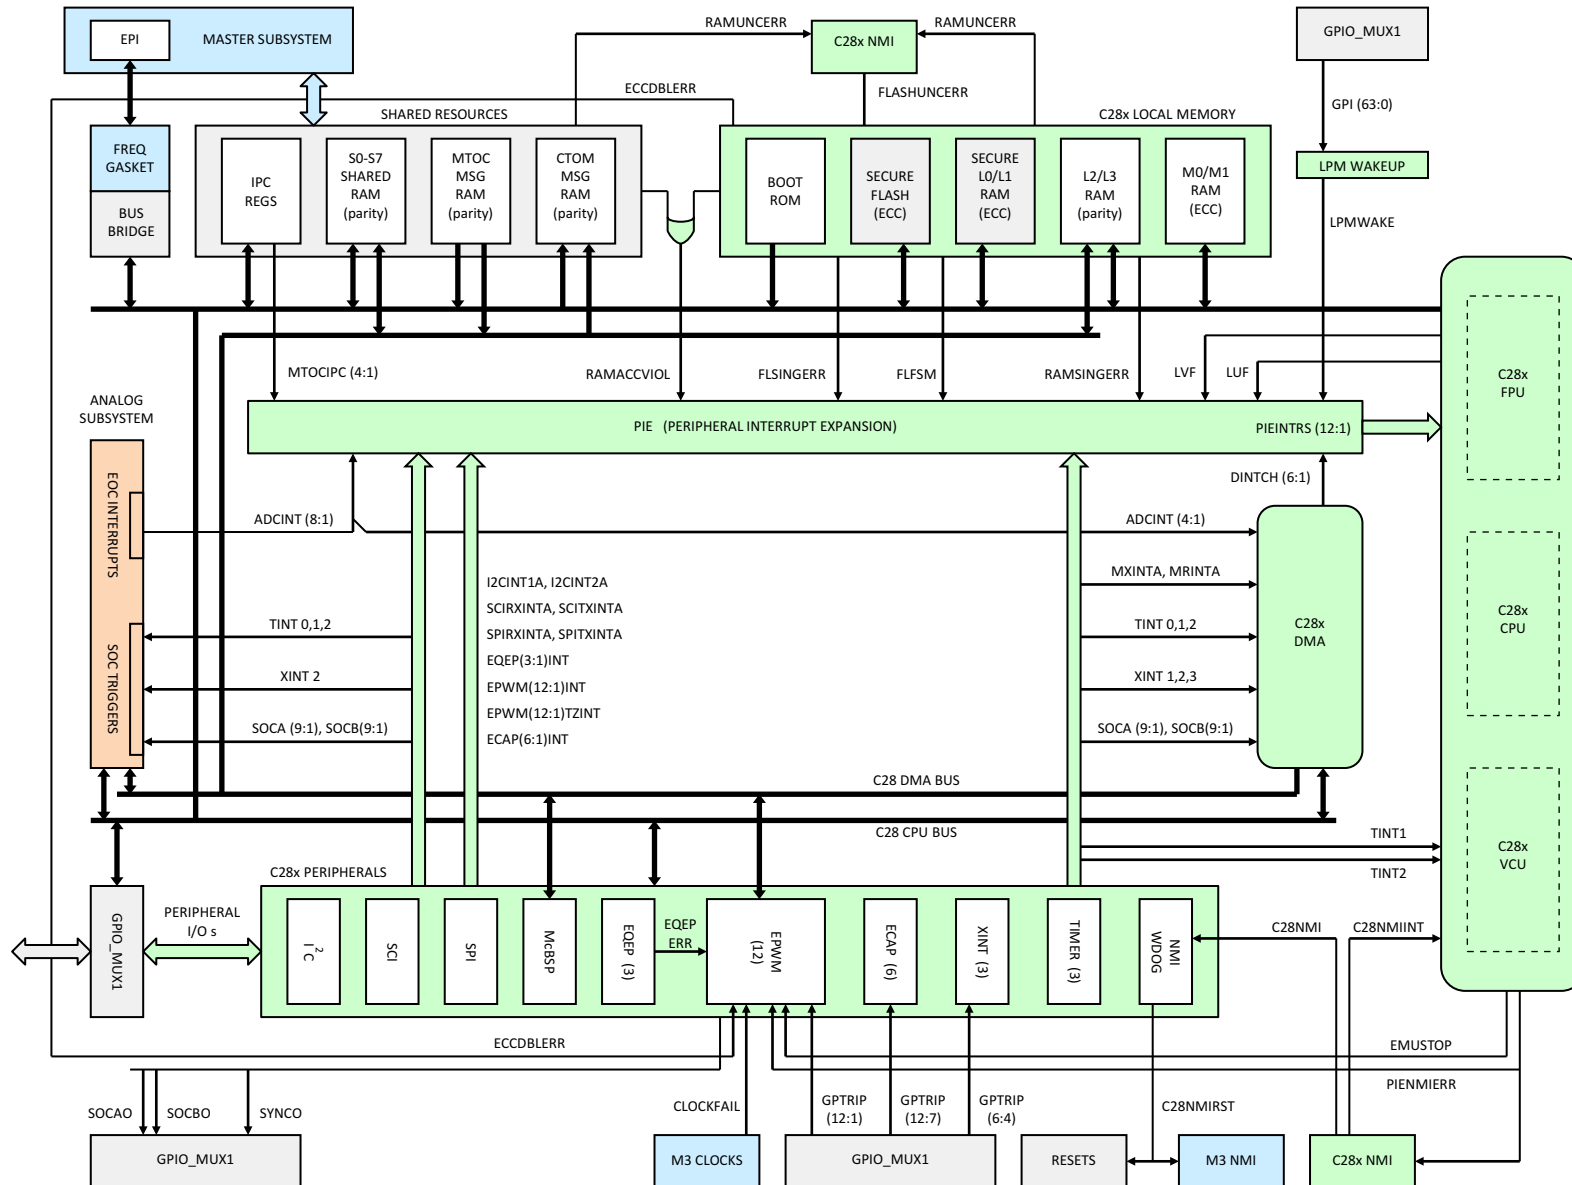 EPI
MASTER SUBSYSTEM
RAMUNCERR
C28x NMI
RAMUNCERR
GPIO_MUX1
ECCDBLERR
FLASHUNCERR
GPI (63:0)
SHARED RESOURCES
C28x LOCAL MEMORY
FREQ
GASKET
BUS
BRIDGE
IPC
REGS
S0-S7
SHARED
RAM
(parity)
MTOC
MSG
RAM
(parity)
CTOM
MSG
RAM
(parity)
BOOT
ROM
SECURE
FLASH
(ECC)
SECURE
L0/L1
RAM
(ECC)
L2/L3
RAM
(parity)
M0/M1
RAM
(ECC)
LPM WAKEUP
LPMWAKE
MTOCIPC (4:1)
RAMACCVIOL
FLSINGERR
FLFSM
RAMSINGERR
LVF
LUF
C28x
FPU
ANALOG
SUBSYSTEM
PIE (PERIPHERAL INTERRUPT EXPANSION)
PIEINTRS (12:1)
DINTCH (6:1)
EOC INTERRUPTS
ADCINT (8:1)
ADCINT (4:1)
I2CINT1A, I2CINT2A
SCIRXINTA, SCITXINTA
SPIRXINTA, SPITXINTA
EQEP(3:1)INT
EPWM(12:1)INT
EPWM(12:1)TZINT
ECAP(6:1)INT
MXINTA, MRINTA
SOC TRIGGERS
TINT 0,1,2
XINT 2
SOCA (9:1), SOCB(9:1)
TINT 0,1,2
XINT 1,2,3
SOCA (9:1), SOCB(9:1)
C28x
DMA
C28x
CPU
C28 DMA BUS
C28 CPU BUS
TINT1
TINT2
C28x
VCU
C28x PERIPHERALS
GPIO_MUX1
PERIPHERAL
I/O s
I2C
SCI
SPI
McBSP
EQEP (3)
EQEP
ERR
EPWM
(12)
ECAP (6)
XINT (3)
TIMER (3)
NMI
WDOG
C28NMI
C28NMIINT
ECCDBLERR
EMUSTOP
PIENMIERR
SOCAO
SOCBO
SYNCO
CLOCKFAIL
GPTRIP
(12:1)
GPTRIP
(12:7)
GPTRIP
(6:4)
C28NMIRST
GPIO_MUX1
M3 CLOCKS
GPIO_MUX1
RESETS
M3 NMI
C28x NMI